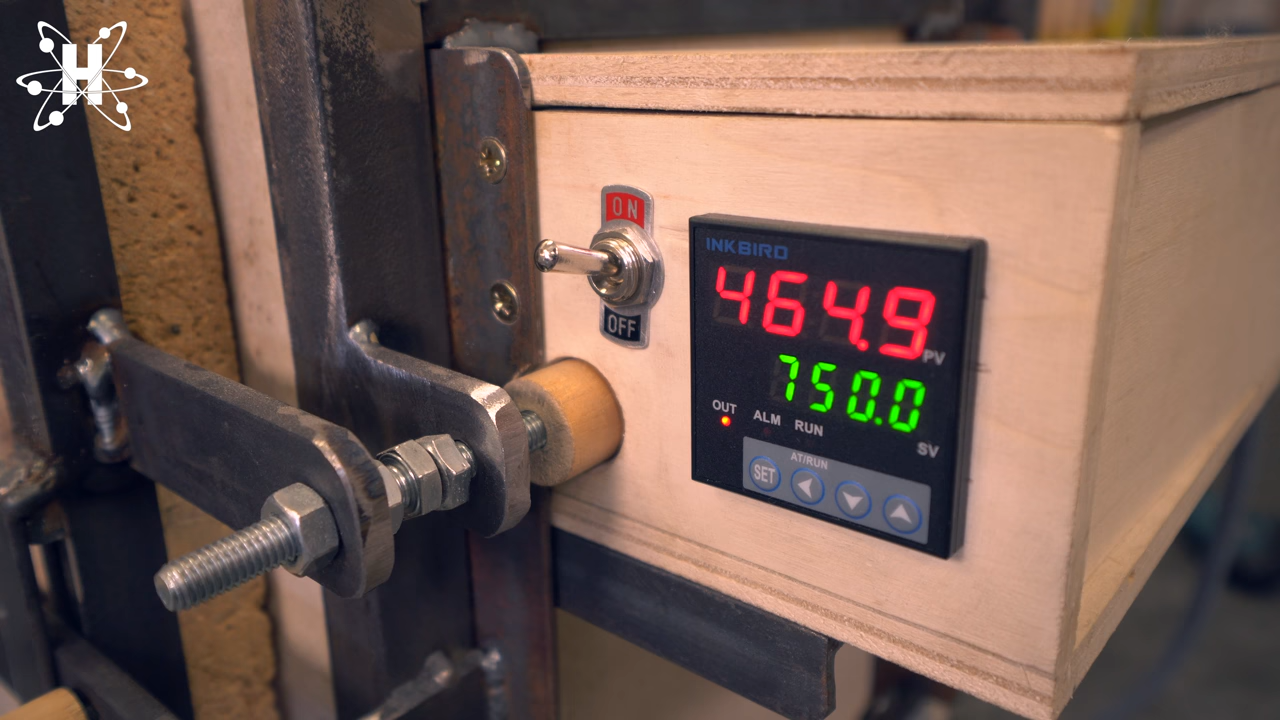 H
ON
OFF
INKBIRD
464.9
PV
750.0
SV
OUT ALM RUN
AT/RUN
SET